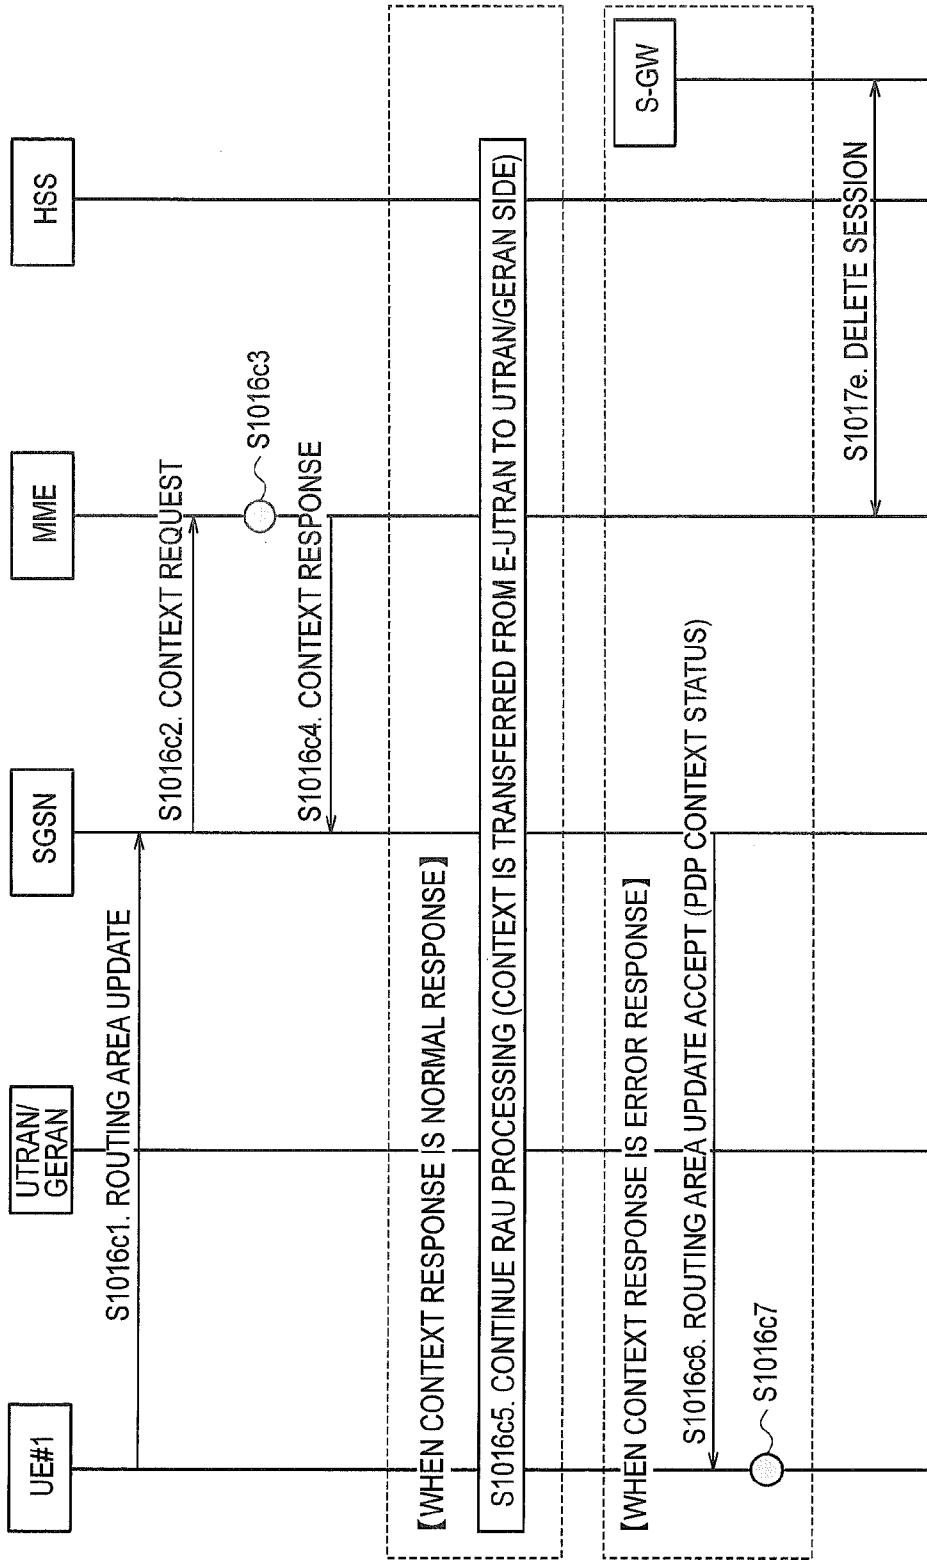 UE#1
UTRAN/
GERAN
SGSN
MME
HSS
S1016c1. ROUTING AREA UPDATE
S1016c2. CONTEXT REQUEST
S1016c3
S1016c4. CONTEXT RESPONSE
【WHEN CONTEXT RESPONSE IS NORMAL RESPONSE】
S1016c5. CONTINUE RAU PROCESSING (CONTEXT IS TRANSFERRED FROM E-UTRAN TO UTRAN/GERAN SIDE)
【WHEN CONTEXT RESPONSE IS ERROR RESPONSE】
S-GW
S1016c6. ROUTING AREA UPDATE ACCEPT (PDP CONTEXT STATUS)
S1016c7
S1017e. DELETE SESSION